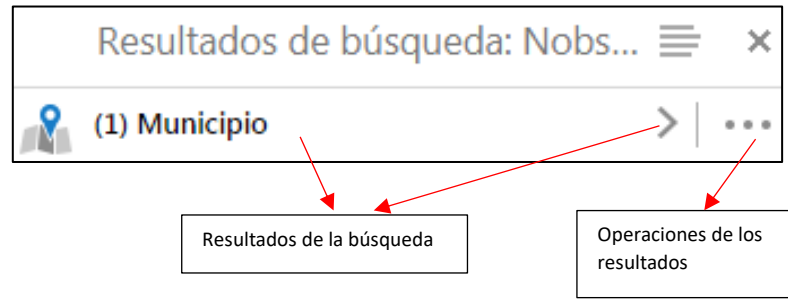 Resultados de búsqueda: Nobs...
(1) Municipio
Resultados de la búsqueda
Operaciones de los
resultados